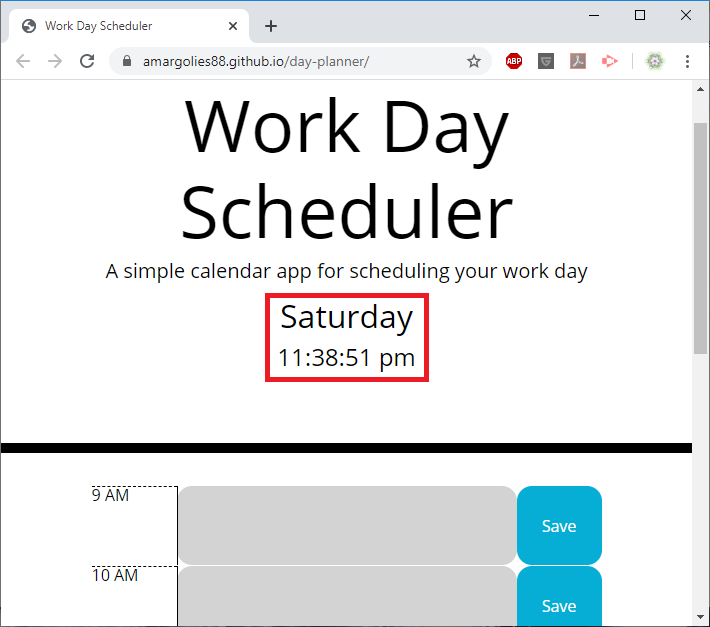 Work Day Scheduler
amargolies88.github.io/day-planner/
ABP
Work Day
Scheduler
A simple calendar app for scheduling your work day
Saturday
11:38:51 pm
9 AM
Save
10 AM
Save